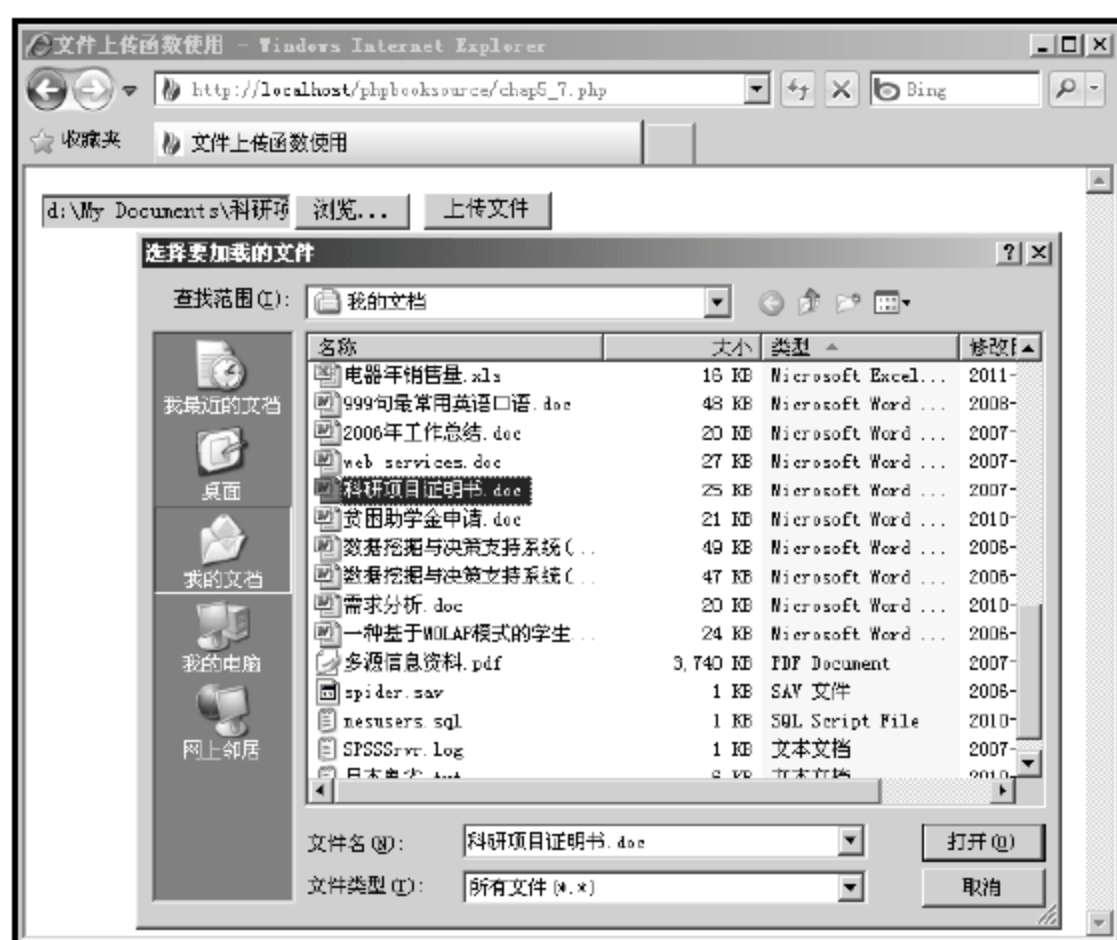 文件上传函数使用 - Windows Internet Explorer
http://localhost/phpbooksource/chap5_7.php
Bing
收藏夹
文件上传函数使用
d:\My Documents\科研项
浏览...
上传文件
选择要加载的文件
查找范围(I):
我的文档
我最近的文档
桌面
我的文档
我的电脑
网上邻居
名称 大小 类型 修改日
电器年销售量.xls 16 KB Microsoft Excel... 2011-
999句最常用英语口语.doc 48 KB Microsoft Word ... 2008-
2006年工作总结.doc 20 KB Microsoft Word ... 2007-
web services.doc 27 KB Microsoft Word ... 2007-
科研项目证明书.doc 25 KB Microsoft Word ... 2007-
贫困助学金申请.doc 21 KB Microsoft Word ... 2010-
数据挖掘与决策支持系统(... 49 KB Microsoft Word ... 2006-
数据挖掘与决策支持系统(... 47 KB Microsoft Word ... 2006-
需求分析.doc 20 KB Microsoft Word ... 2010-
一种基于WOLAP模式的学生... 24 KB Microsoft Word ... 2006-
多源信息资料.pdf 3,740 KB PDF Document 2007-
spider.sav 1 KB SAV 文件 2006-
nesusers.sql 1 KB SQL Script File 2010-
SPSSSrvr.log 1 KB 文本文档 2007-
6 KB 文本文档 2010-
文件名(N):
科研项目证明书.doc
打开(O)
文件类型(T):
所有文件(*.*)
取消